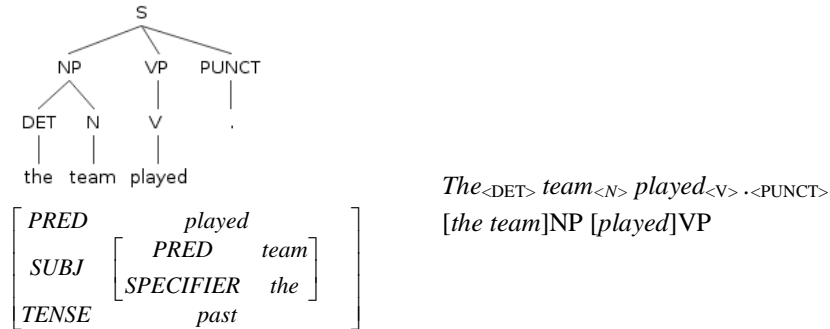 S
NP VP PUNCT
DET N V .
the team played
The<DET> team<N> played<V> .<PUNCT>
[the team]NP [played]VP
PRED played
SUBJ PRED team
SPECIFIER the
TENSE past